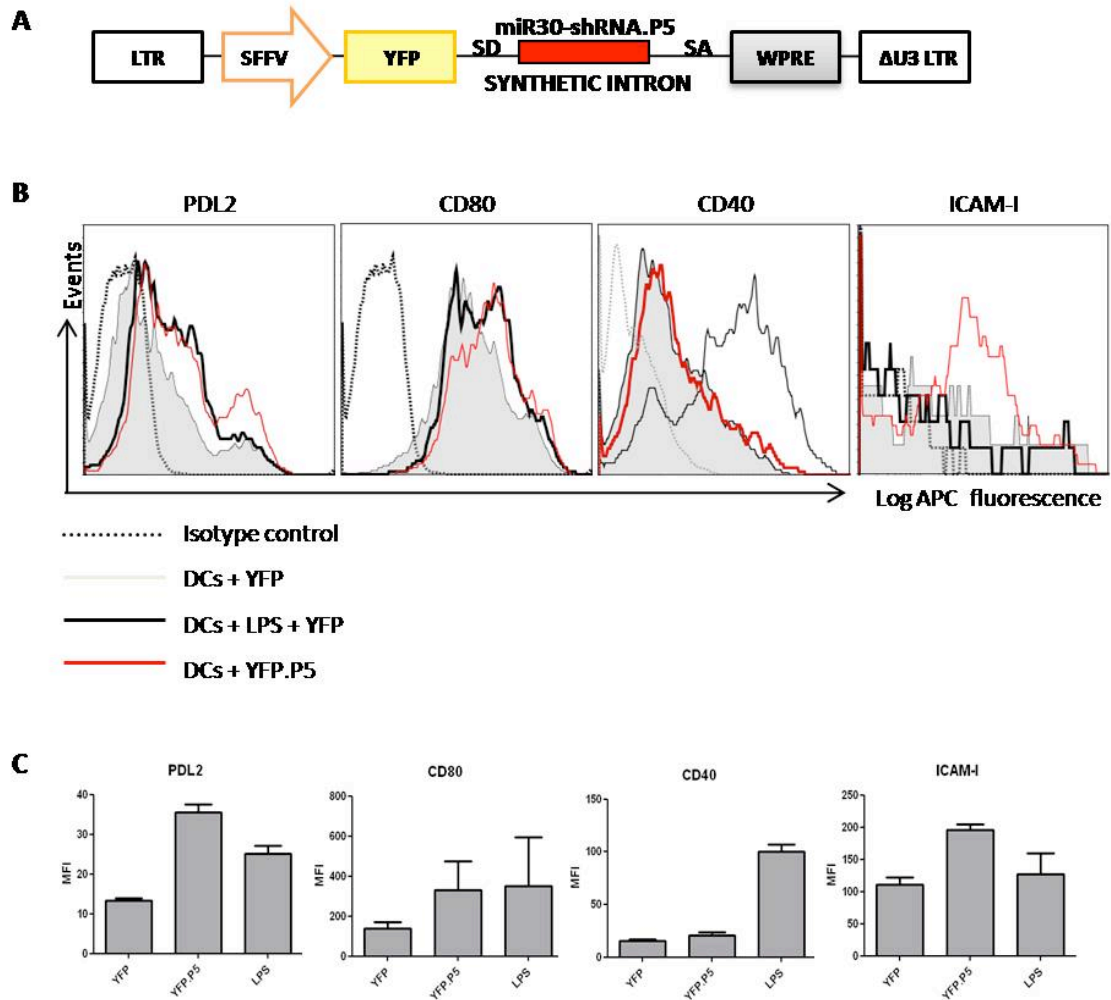 A
miR30-shRNA.P5
LTR SFFV YFP SD SA WPRE ΔU3 LTR
SYNTHETIC INTRON
B
PDL2 CD80 CD40 ICAM-I
Events
Log APC fluorescence
Isotype control
DCs + YFP
DCs + LPS + YFP
DCs + YFP.P5
C
PDL2 CD80 CD40 ICAM-I
MFI
40
30
20
10
0
YFP YFP.P5 LPS
MFI
800
600
400
200
0
YFP YFP.P5 LPS
MFI
150
100
50
0
YFP YFP.P5 LPS
MFI
250
200
150
100
50
0
YFP YFP.P5 LPS